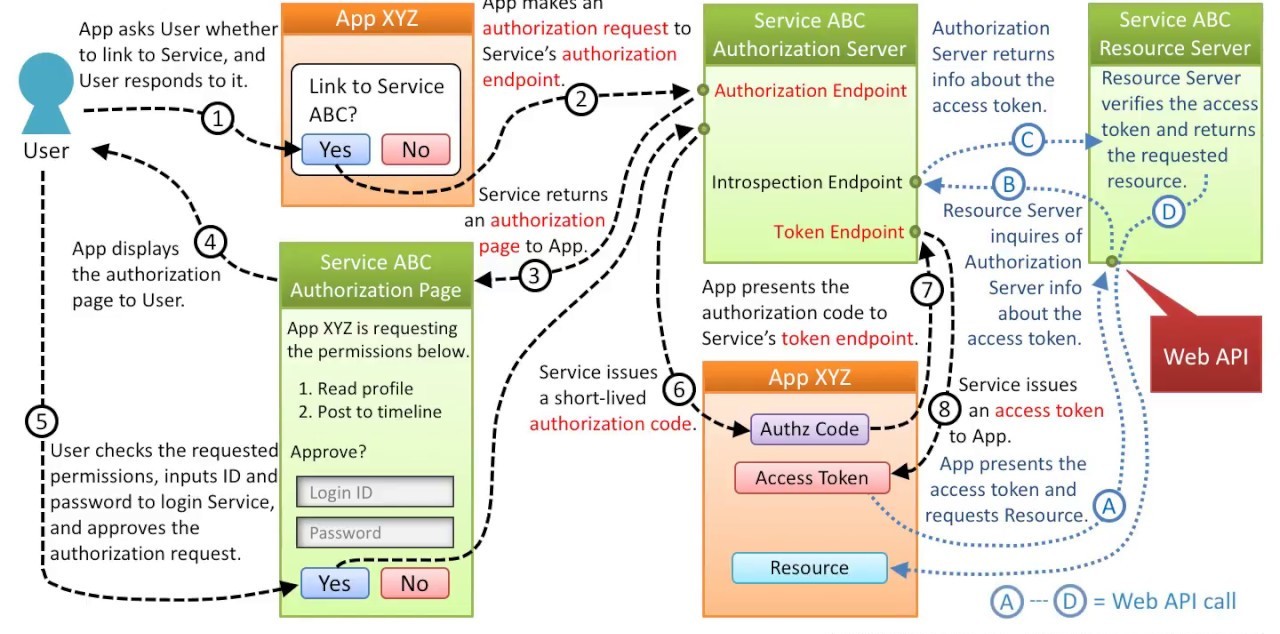 App asks User whether
to link to Service, and
User responds to it.
User
1
App XYZ
Link to Service
ABC?
Yes
No
App makes an
authorization request to
Service's authorization
endpoint.
2
Service ABC
Authorization Server
Authorization Endpoint
Introspection Endpoint
Token Endpoint
Authorization
Server returns
info about the
access token.
C
B
Service ABC
Resource Server
Resource Server
verifies the access
token and returns
the requested
resource.
D
Service returns
an authorization
page to App.
3
4
App displays
the authorization
page to User.
Service ABC
Authorization Page
App XYZ is requesting
the permissions below.
1. Read profile
2. Post to timeline
Approve?
Login ID
Password
Yes
No
5
User checks the requested
permissions, inputs ID and
password to login Service,
and approves the
authorization request.
Service issues
a short-lived
authorization code.
6
App presents the
authorization code to
Service's token endpoint.
7
Resource Server
inquires of
Authorization
Server info
about the
access token.
Web API
App XYZ
Authz Code
Access Token
Resource
8
Service issues
an access token
to App.
App presents the
access token and
requests Resource.
A
A --- D = Web API call